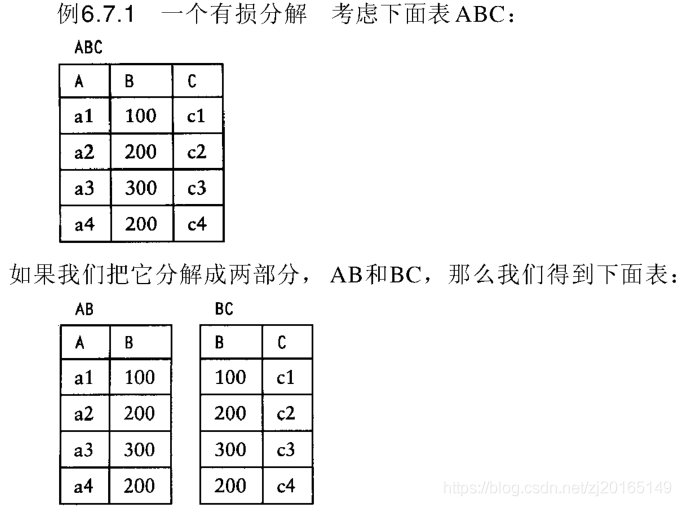 例6.7.1 一个有损分解 考虑下面表ABC：
ABC
A B C
a1 100 c1
a2 200 c2
a3 300 c3
a4 200 c4
如果我们把它分解成两部分， AB和BC，那么我们得到下面表：
AB BC
A B B C
a1 100 100 c1
a2 200 200 c2
a3 300 300 c3
a4 200 200 c4
https://blog.csdn.net/zj20165149